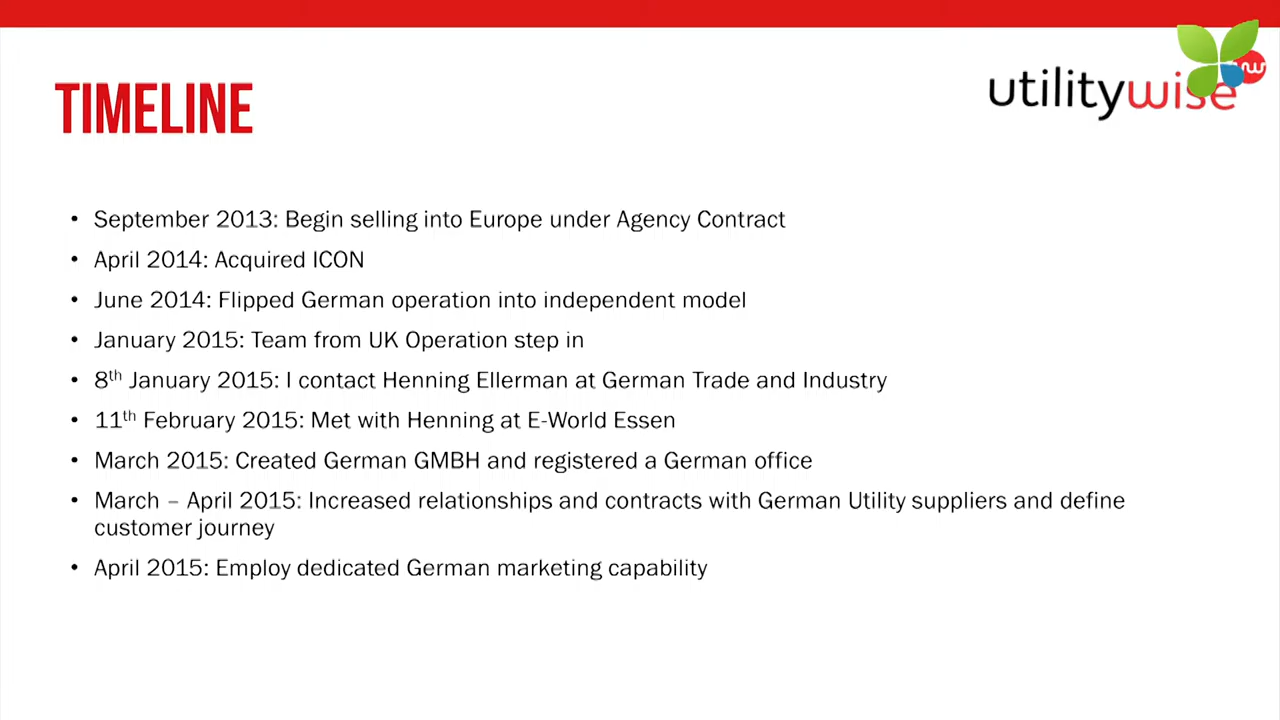 utilitywise
TIMELINE
• September 2013: Begin selling into Europe under Agency Contract
• April 2014: Acquired ICON
• June 2014: Flipped German operation into independent model
• January 2015: Team from UK Operation step in
• 8th January 2015: I contact Henning Ellerman at German Trade and Industry
• 11th February 2015: Met with Henning at E-World Essen
• March 2015: Created German GMBH and registered a German office
• March – April 2015: Increased relationships and contracts with German Utility suppliers and define
customer journey
• April 2015: Employ dedicated German marketing capability